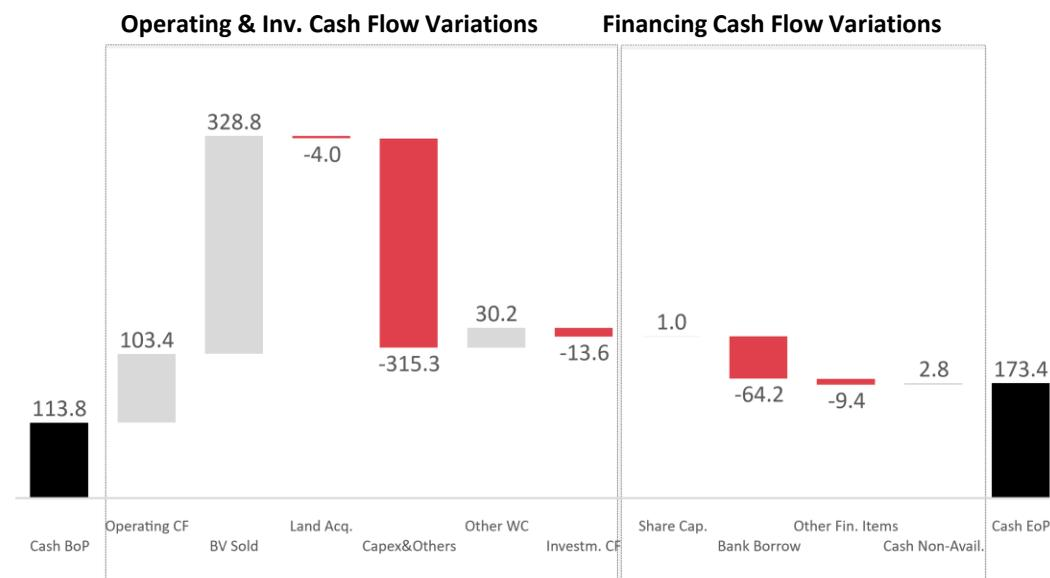 Operating & Inv. Cash Flow Variations
Financing Cash Flow Variations
328.8
-4.0
103.4
113.8
-315.3
30.2
-13.6
1.0
-64.2
-9.4
2.8
173.4
Cash BoP
Operating CF
BV Sold
Land Acq.
Capex&Others
Other WC
Investm. CF
Share Cap.
Bank Borrow
Other Fin. Items
Cash Non-Avail.
Cash EoP